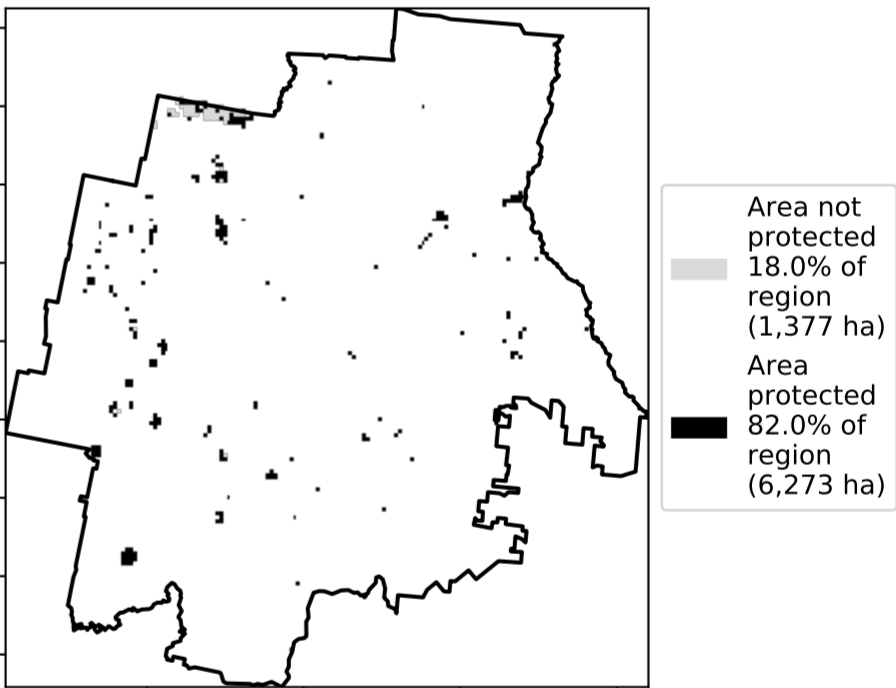 Area not
protected
18.0% of
region
(1,377 ha)
Area
protected
82.0% of
region
(6,273 ha)